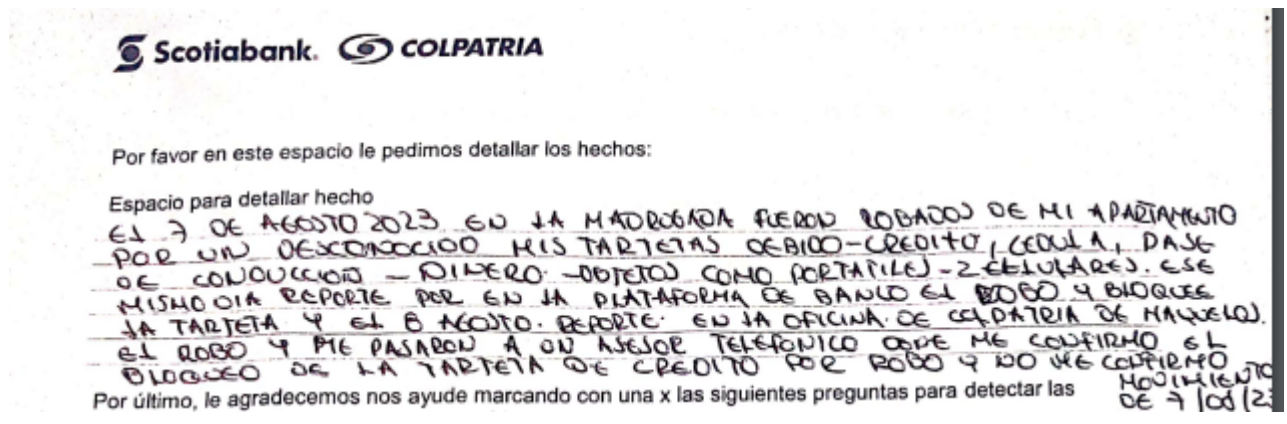 Scotiabank. COLPATRIA
Por favor en este espacio le pedimos detallar los hechos:
Espacio para detallar hecho
EL 7 DE AGOSTO 2023 EN LA MADRUGADA FUERON ROBADOS DE MI APARTAMENTO
POR UN DESCONOCIDO MIS TARJETAS DEBIDO-CREDITO, CEDULA, PASE
DE CONDUCCION - DINERO - OBJETOS COMO PORTATILES - 2 CELULARES. ESE
MISMO DIA REPORTE POR EN LA PLATAFORMA DE BANCO EL ROBO Y BLOQUEE
LA TARJETA Y EL 8 AGOSTO. REPORTE. EN LA OFICINA. DE COLPATRIA DE
EL ROBO Y ME PASARON A UN ASESOR TELEFONICO ME CONFIRMO EL
BLOQUEO DE LA TARJETA DE CREDITO POR ROBO Y NO ME CONFIRMO
MOVIMIENTO
DE 7/08/23
Por último, le agradecemos nos ayude marcando con una x las siguientes preguntas para detectar las